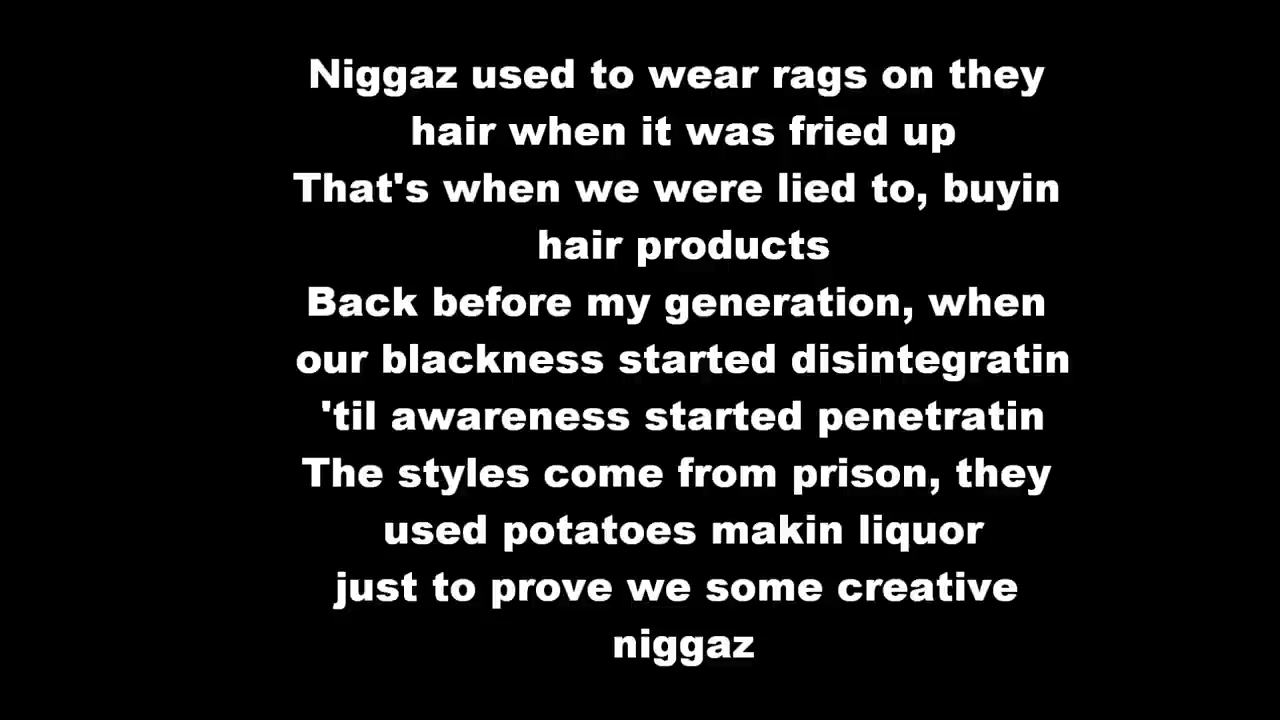 Niggaz used to wear rags on they
hair when it was fried up
That's when we were lied to, buyin
hair products
Back before my generation, when
our blackness started disintegratin
'til awareness started penetratin
The styles come from prison, they
used potatoes makin liquor
just to prove we some creative
niggaz